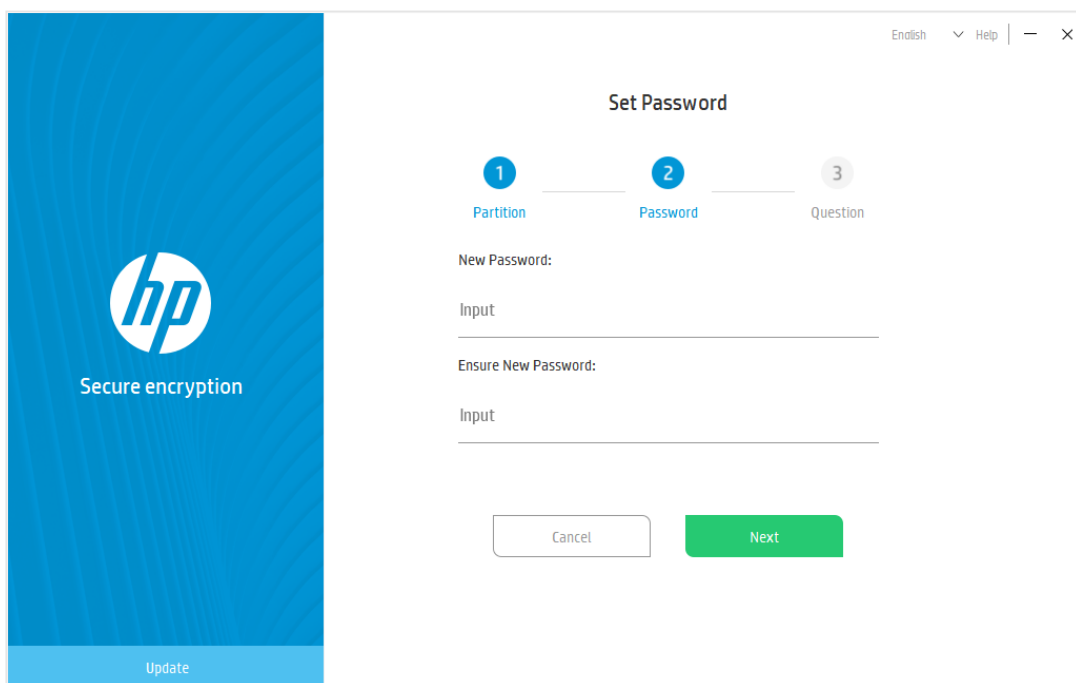 English Help
Set Password
1 2 3
Partition Password Question
New Password:
Input
hp
Ensure New Password:
Secure encryption
Input
Cancel Next
Update